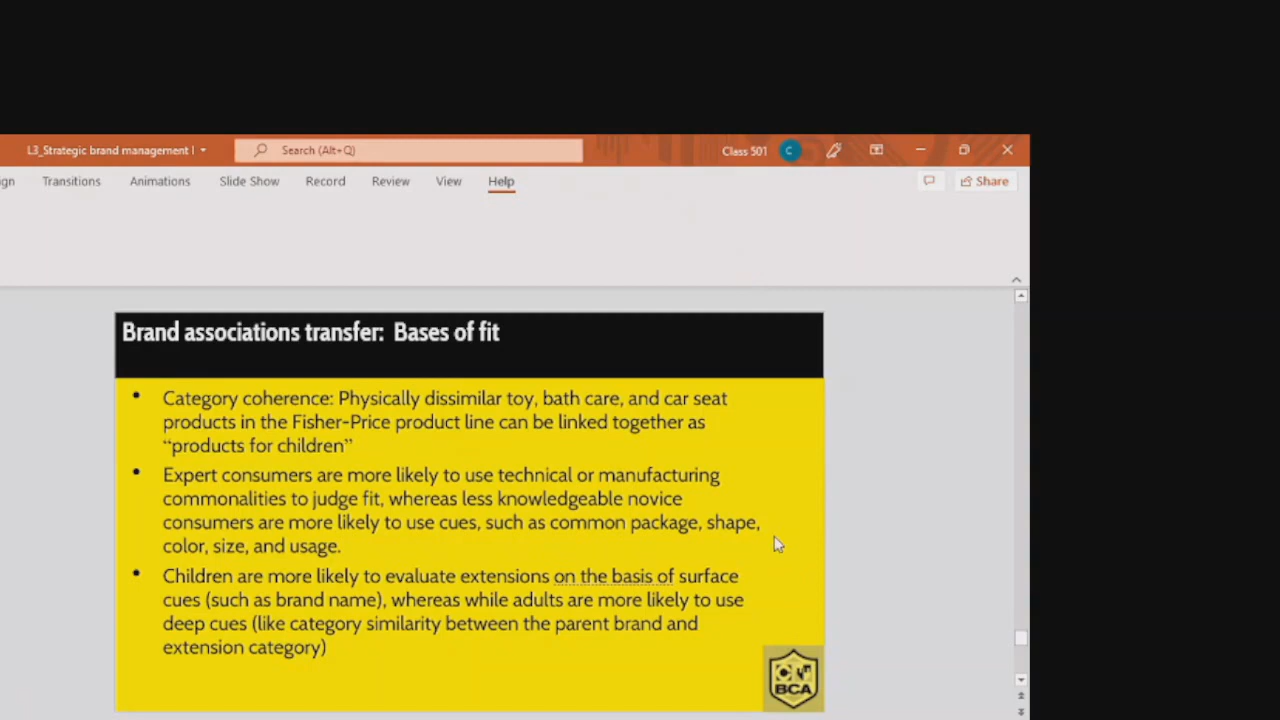 L3_Strategic brand management
Search (Alt+Q)
Class 501
C
gn
Transitions
Animations
Slide Show
Record
Review
View
Help
Share
Brand associations transfer: Bases of fit
• Category coherence: Physically dissimilar toy, bath care, and car seat
products in the Fisher-Price product line can be linked together as
“products for children”
• Expert consumers are more likely to use technical or manufacturing
commonalities to judge fit, whereas less knowledgeable novice
consumers are more likely to use cues, such as common package, shape,
color, size, and usage.
• Children are more likely to evaluate extensions on the basis of surface
cues (such as brand name), whereas while adults are more likely to use
deep cues (like category similarity between the parent brand and
extension category)
BCA